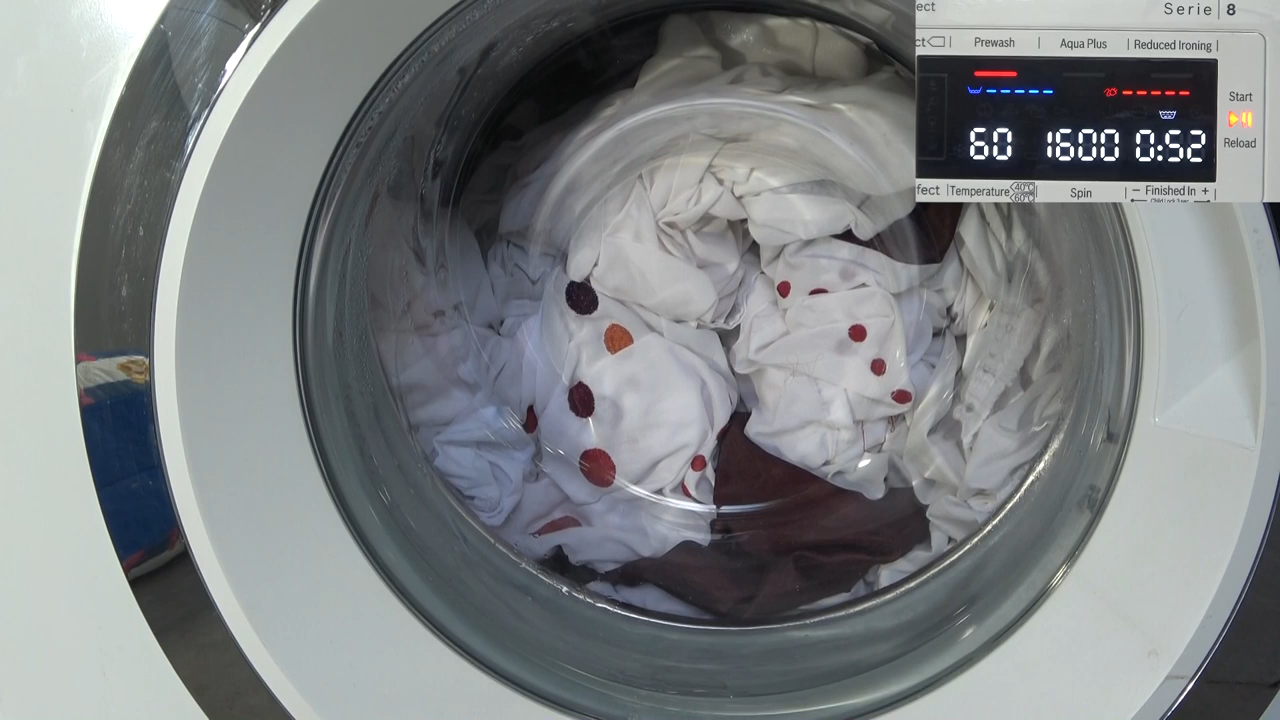 ect
Serie 8
ct Prewash Aqua Plus Reduced Ironing
60 1600 0:52
Start
Reload
fect Temperature 40°C 60°C Spin − Finished In +